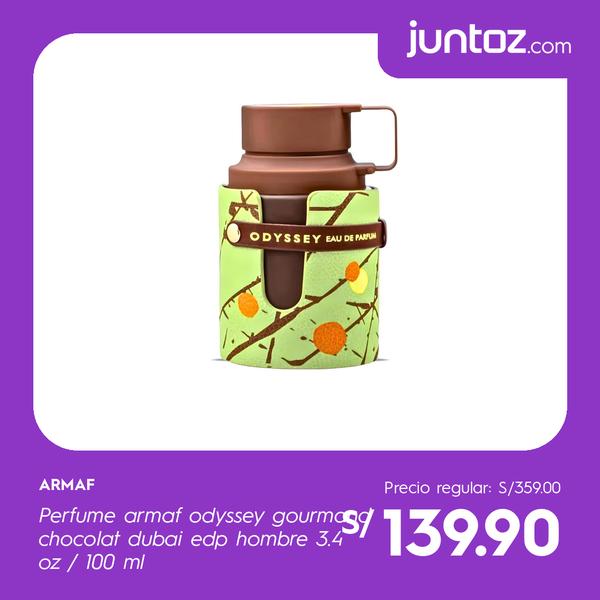 juntoz.com
ODYSSEY EAU DE PARFUM
ARMAF
Perfume armaf odyssey gourmand
chocolat dubai edp hombre 3.4
oz / 100 ml
Precio regular: S/359.00
S/ 139.90